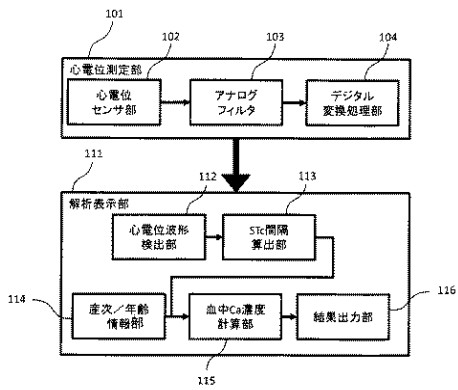 101
心電位測定部
102
103
104
心電位
センサ部
アナログ
フィルタ
デジタル
変換処理部
111
解析表示部
112
113
心電位波形
検出部
STc間隔
算出部
114
産次／年齢
情報部
血中Ca濃度
計算部
結果出力部
116
115